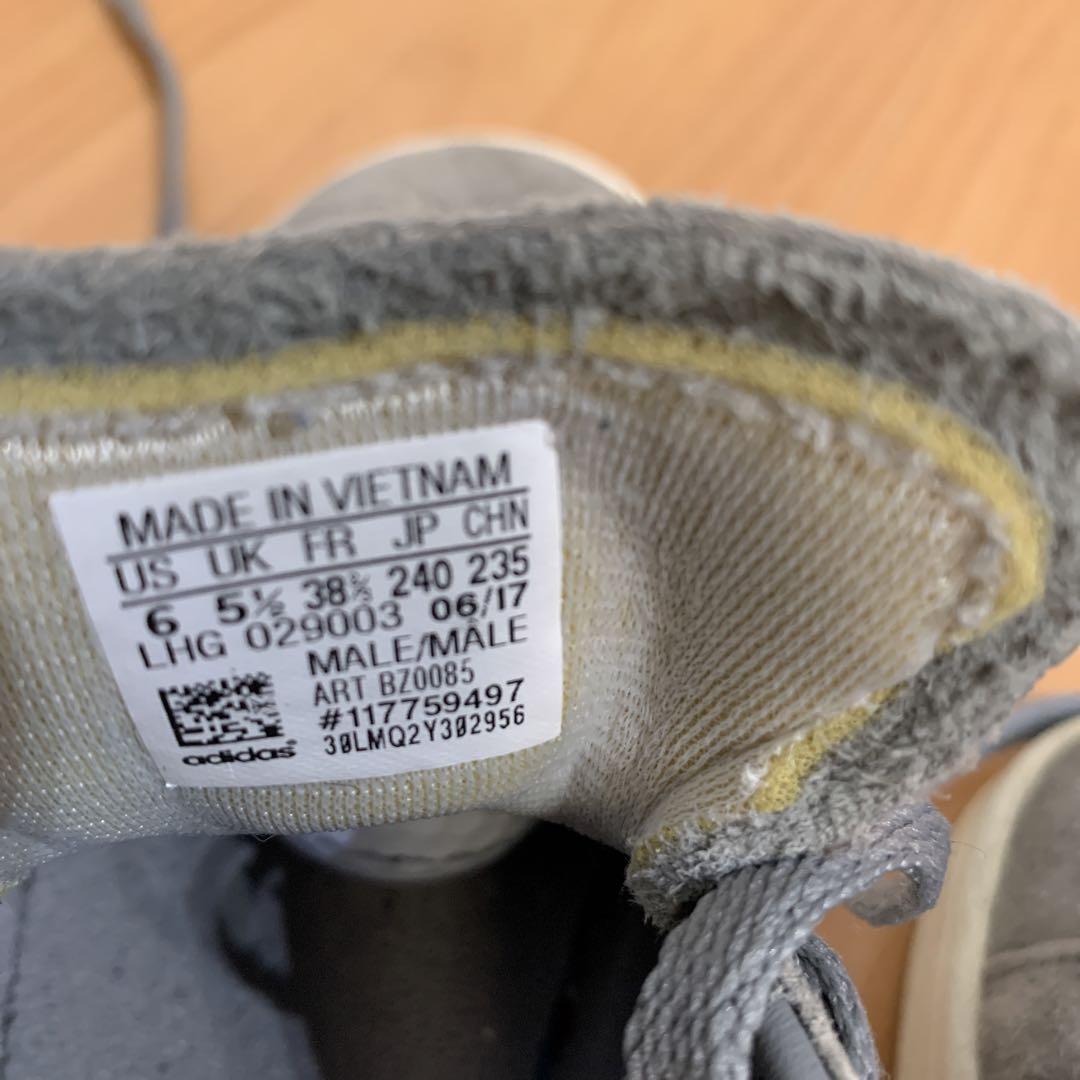 MADE IN VIETNAM
US UK FR JP CHN
6 5½ 38⅔ 240 235
LHG 029003 06/17
MALE/MÂLE
ART BZ0085
#117759497
30LMQ2Y302956
adidas